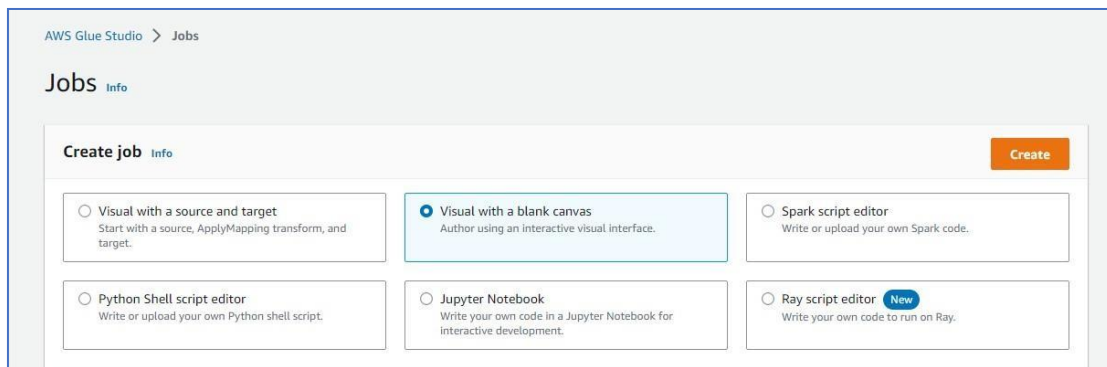 AWS Glue Studio > Jobs
Jobs Info
Create job Info
Create
Visual with a source and target
Start with a source, ApplyMapping transform, and
target.
Visual with a blank canvas
Author using an interactive visual interface.
Spark script editor
Write or upload your own Spark code.
Python Shell script editor
Write or upload your own Python shell script.
Jupyter Notebook
Write your own code in a Jupyter Notebook for
interactive development.
Ray script editor New
Write your own code to run on Ray.